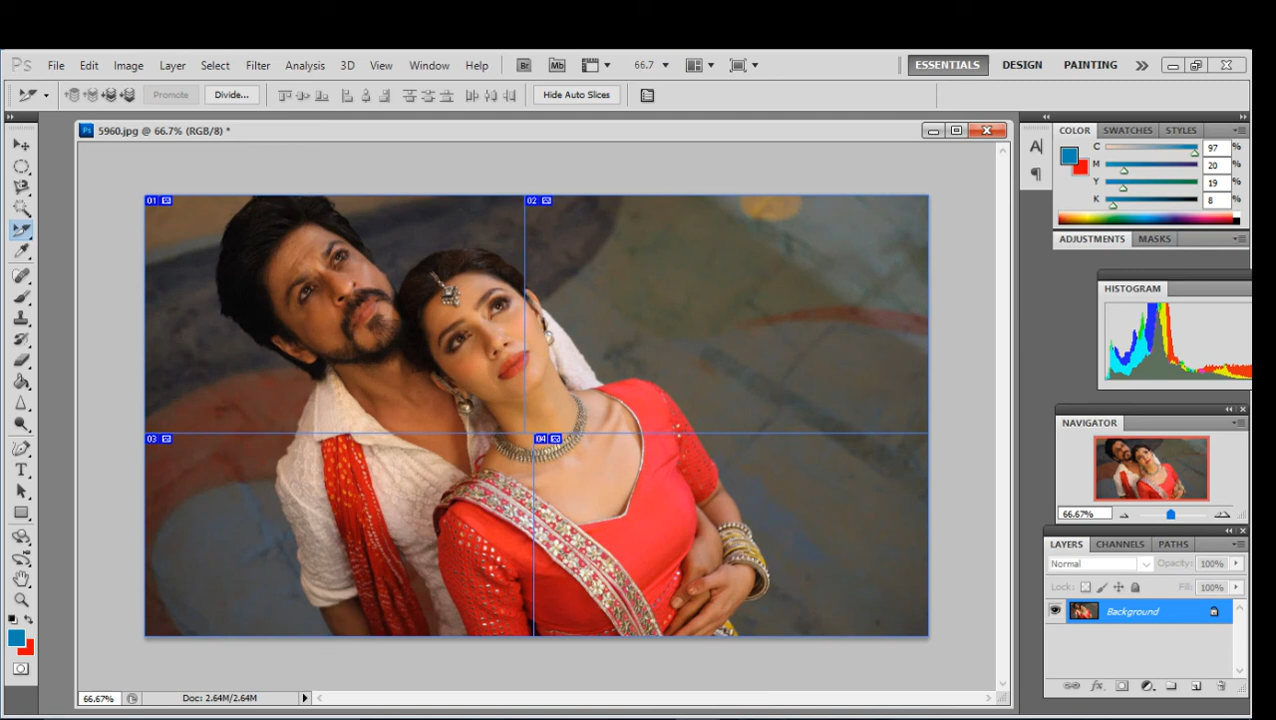 Ps File Edit Image Layer Select Filter Analysis 3D View Window Help Br Mb 66.7 ESSENTIALS DESIGN PAINTING
Promote Divide... Hide Auto Slices
Ps 5960.jpg @ 66.7% (RGB/8) *
COLOR SWATCHES STYLES
C 97 %
M 20 %
Y 19 %
K 8 %
ADJUSTMENTS MASKS
HISTOGRAM
01 02
03 04
NAVIGATOR
66.67%
LAYERS CHANNELS PATHS
Normal Opacity: 100%
Lock: Fill: 100%
Background
66.67% Doc: 2.64M/2.64M